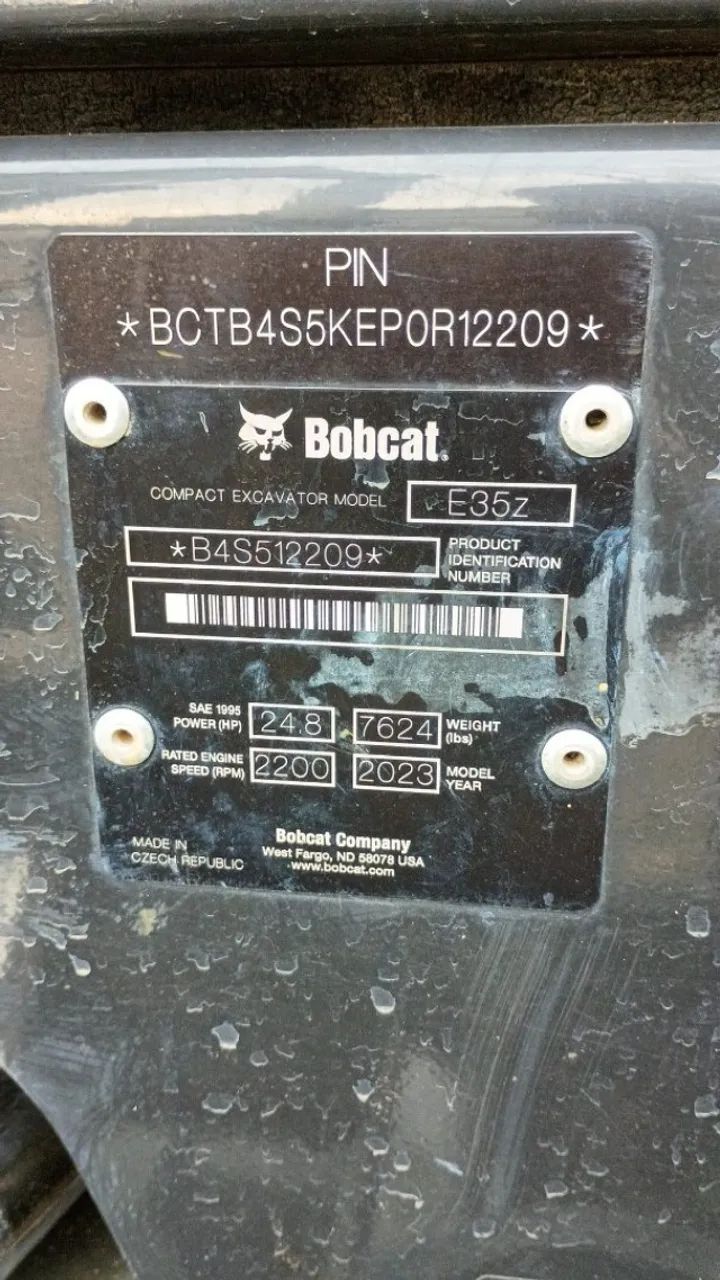 PIN
*BCTB4S5KEP0R12209*
Bobcat.
COMPACT EXCAVATOR MODEL E35z
*B4S512209* PRODUCT
IDENTIFICATION
NUMBER
SAE 1995
POWER (HP) 24.8 7624 WEIGHT
(lbs)
RATED ENGINE
SPEED (RPM) 2200 2023 MODEL
YEAR
MADE IN
CZECH REPUBLIC
Bobcat Company
West Fargo, ND 58078 USA
www.bobcat.com